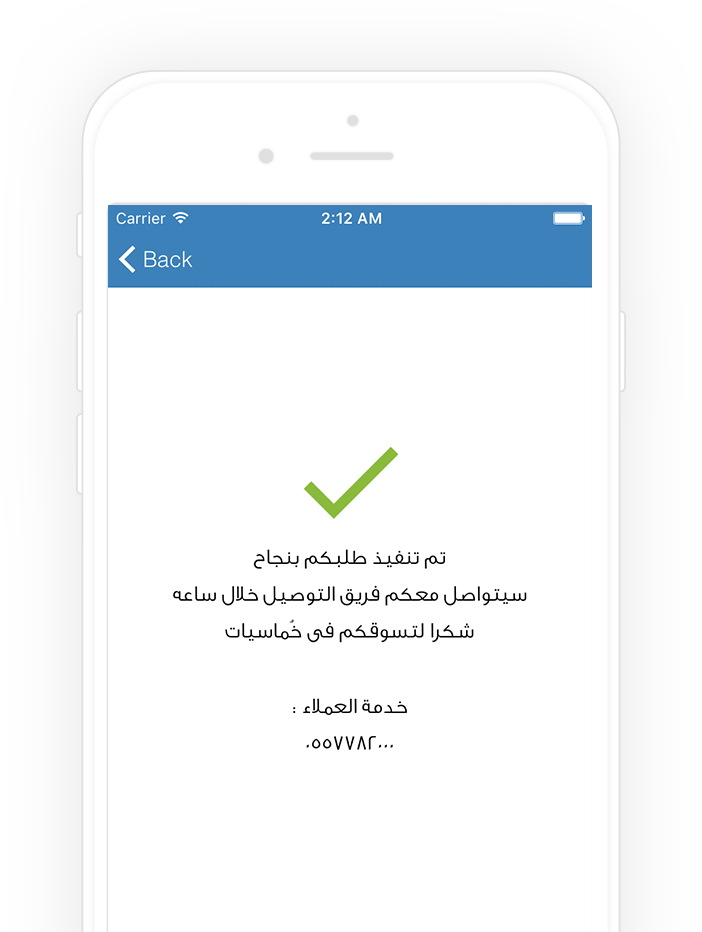 Carrier 2:12 AM
Back
تم تنفيذ طلبكم بنجاح
سيتواصل معكم فريق التوصيل خلال ساعه
شكرا لتسوقكم فى خُماسيات
خدمة العملاء :
٠٥٥٧٧٨٢٠٠٠